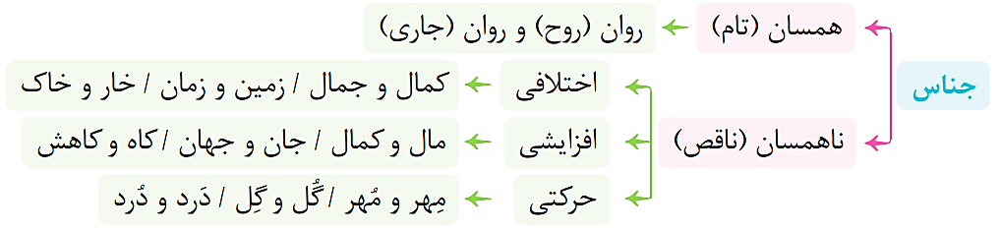 جناس
همسان (تام)
روان (روح) و روان (جاری)
ناهمسان (ناقص)
اختلافی
کمال و جمال / زمین و زمان / خار و خاک
افزایشی
مال و کمال / جان و جهان / کاه و کاهش
حرکتی
مِهر و مُهر / گُل و گِل / دَرد و دُرد